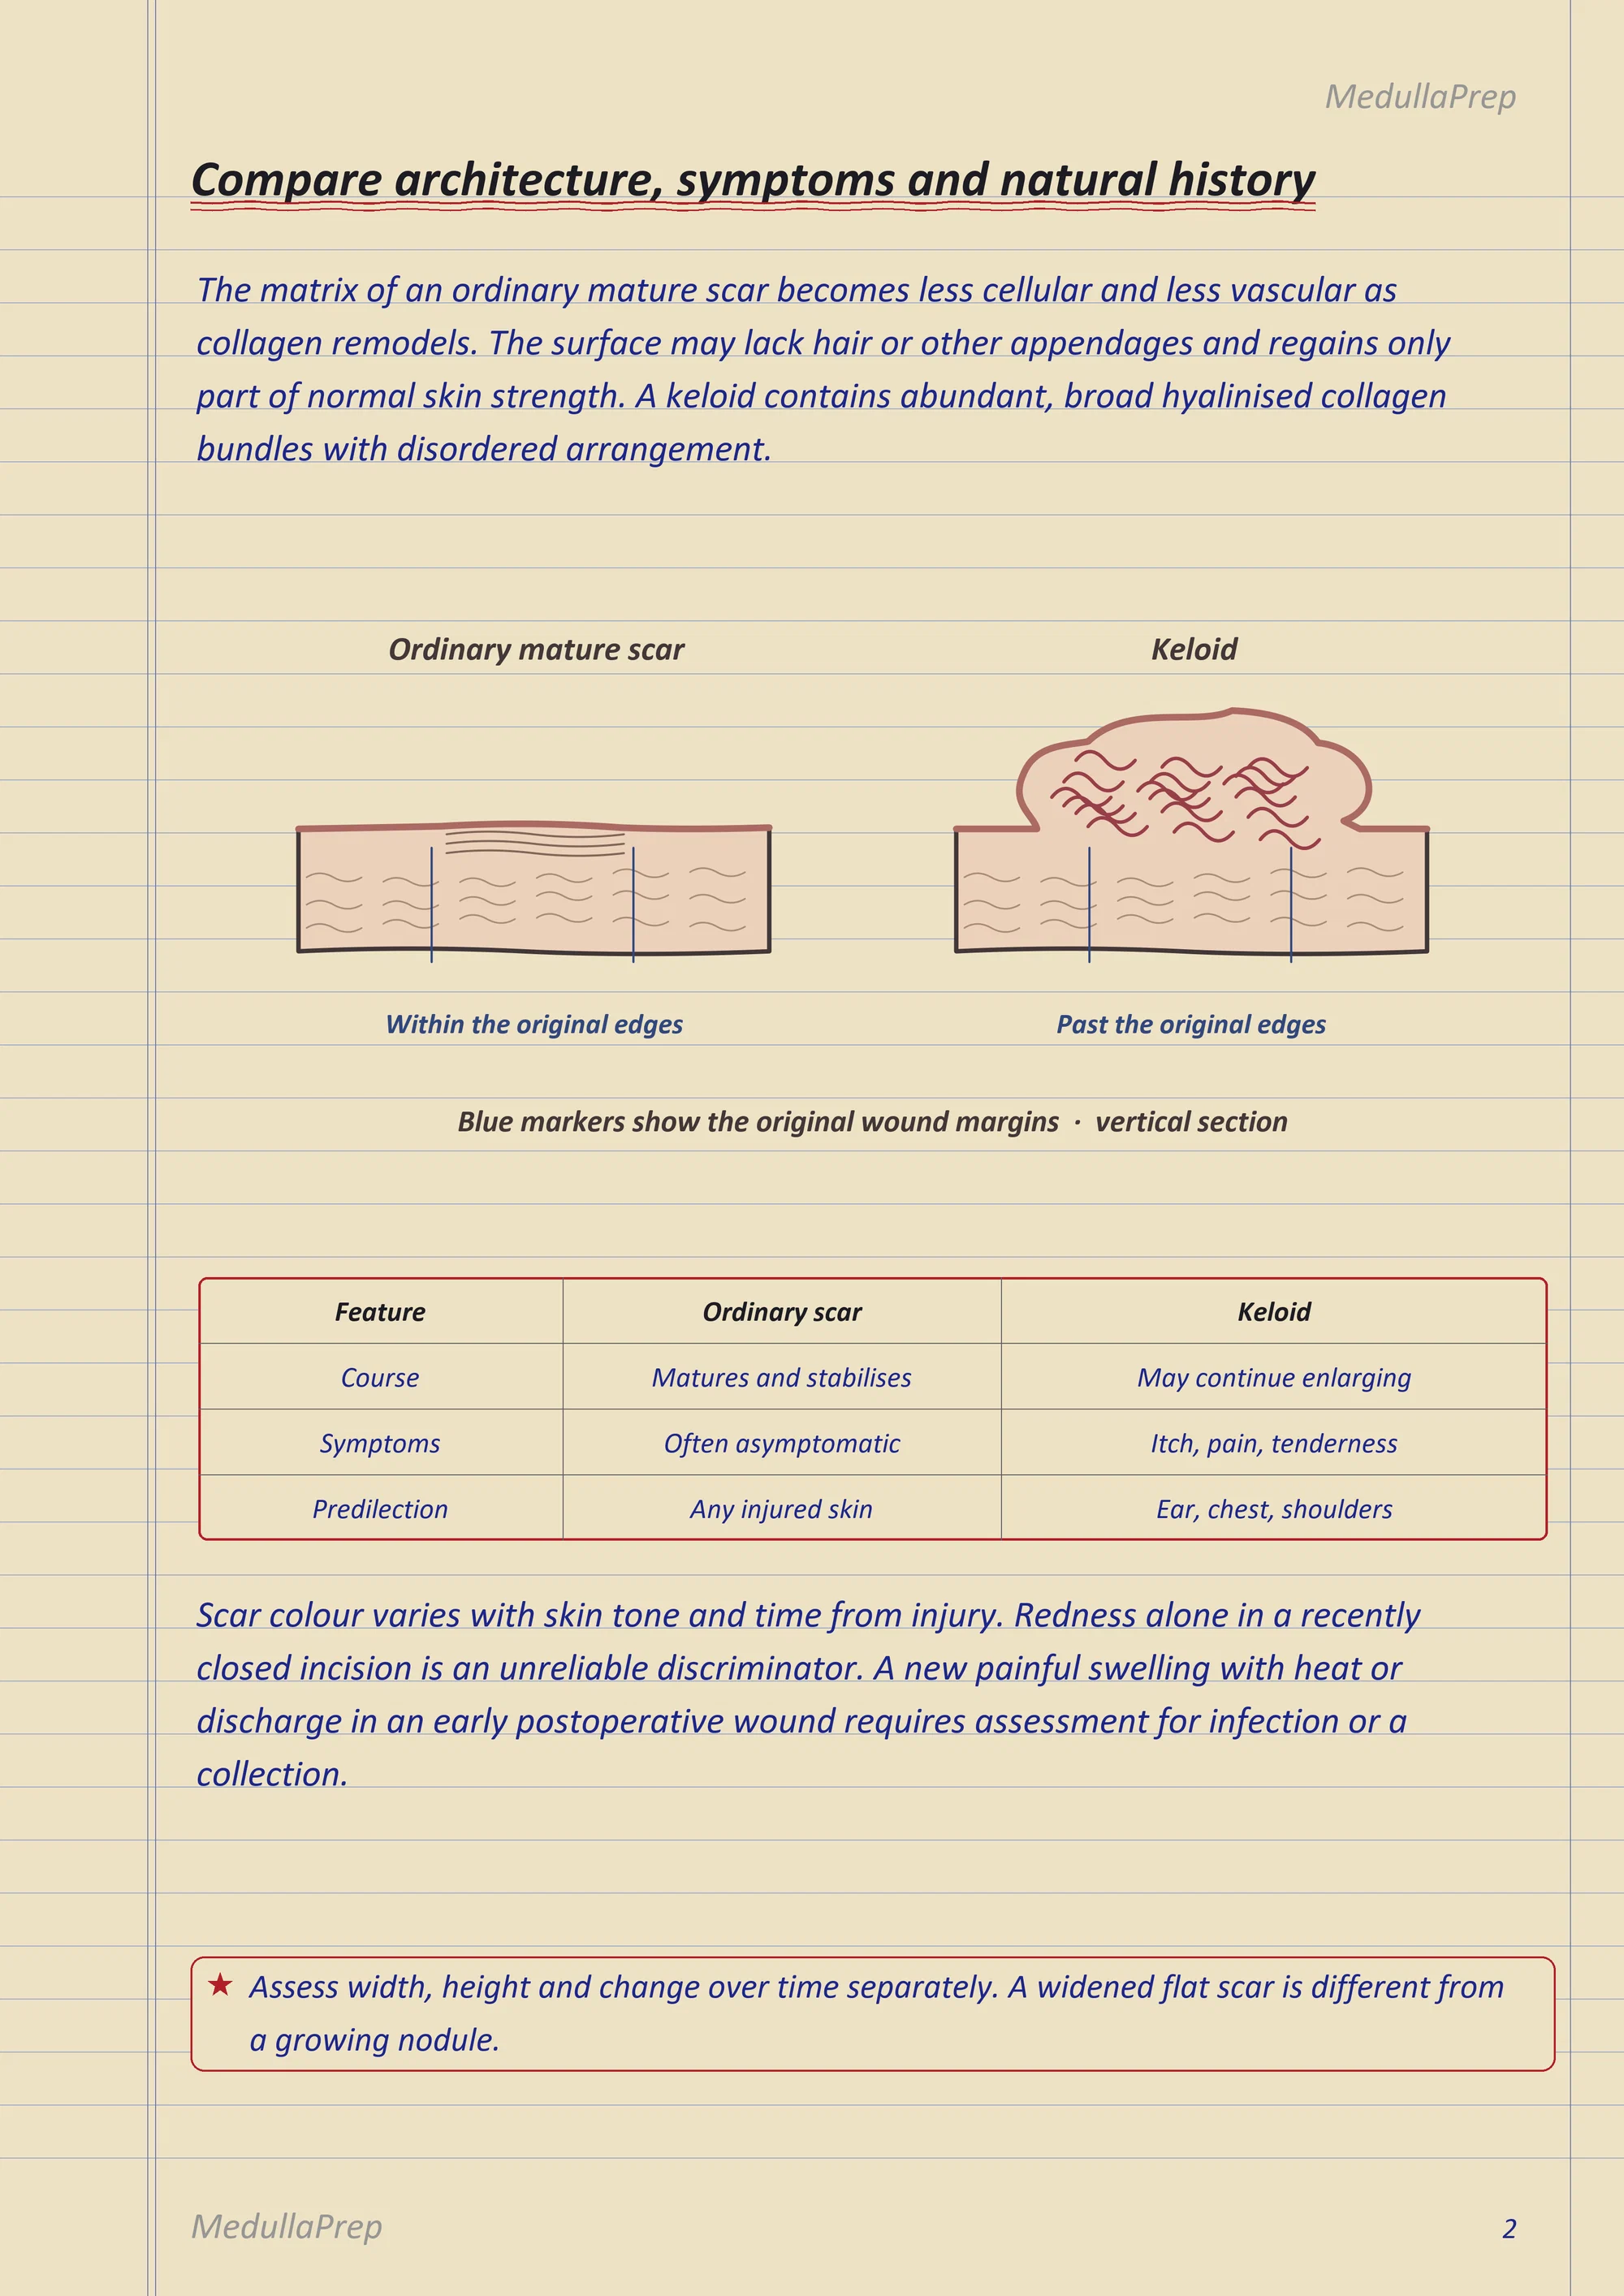 MedullaPrep
Compare architecture, symptoms and natural history
The matrix of an ordinary mature scar becomes less cellular and less vascular as
collagen remodels. The surface may lack hair or other appendages and regains only
part of normal skin strength. A keloid contains abundant, broad hyalinised collagen
bundles with disordered arrangement.
Ordinary mature scar
Keloid
Within the original edges
Past the original edges
Blue markers show the original wound margins · vertical section
Feature Ordinary scar Keloid
Course Matures and stabilises May continue enlarging
Symptoms Often asymptomatic Itch, pain, tenderness
Predilection Any injured skin Ear, chest, shoulders
Scar colour varies with skin tone and time from injury. Redness alone in a recently
closed incision is an unreliable discriminator. A new painful swelling with heat or
discharge in an early postoperative wound requires assessment for infection or a
collection.
★ Assess width, height and change over time separately. A widened flat scar is different from
a growing nodule.
MedullaPrep
2